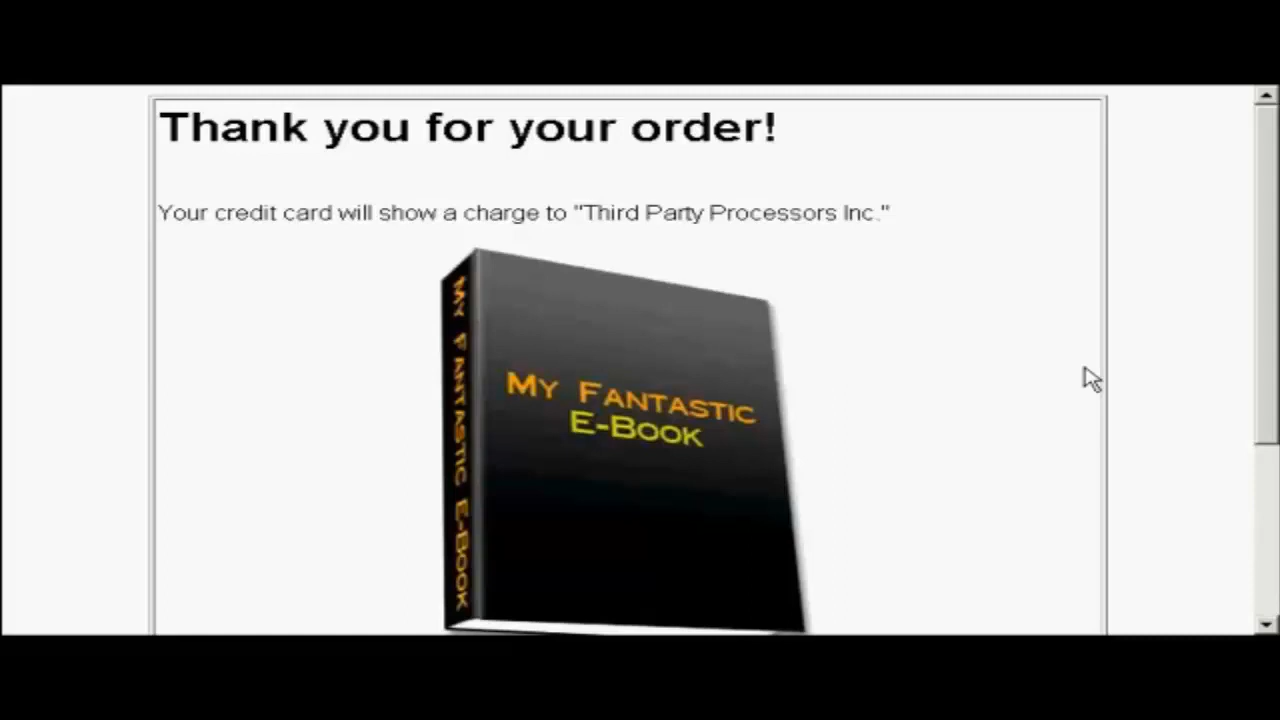 Thank you for your order!
Your credit card will show a charge to "Third Party Processors Inc."
MY FANTASTIC E-BOOK
MY FANTASTIC
E-BOOK